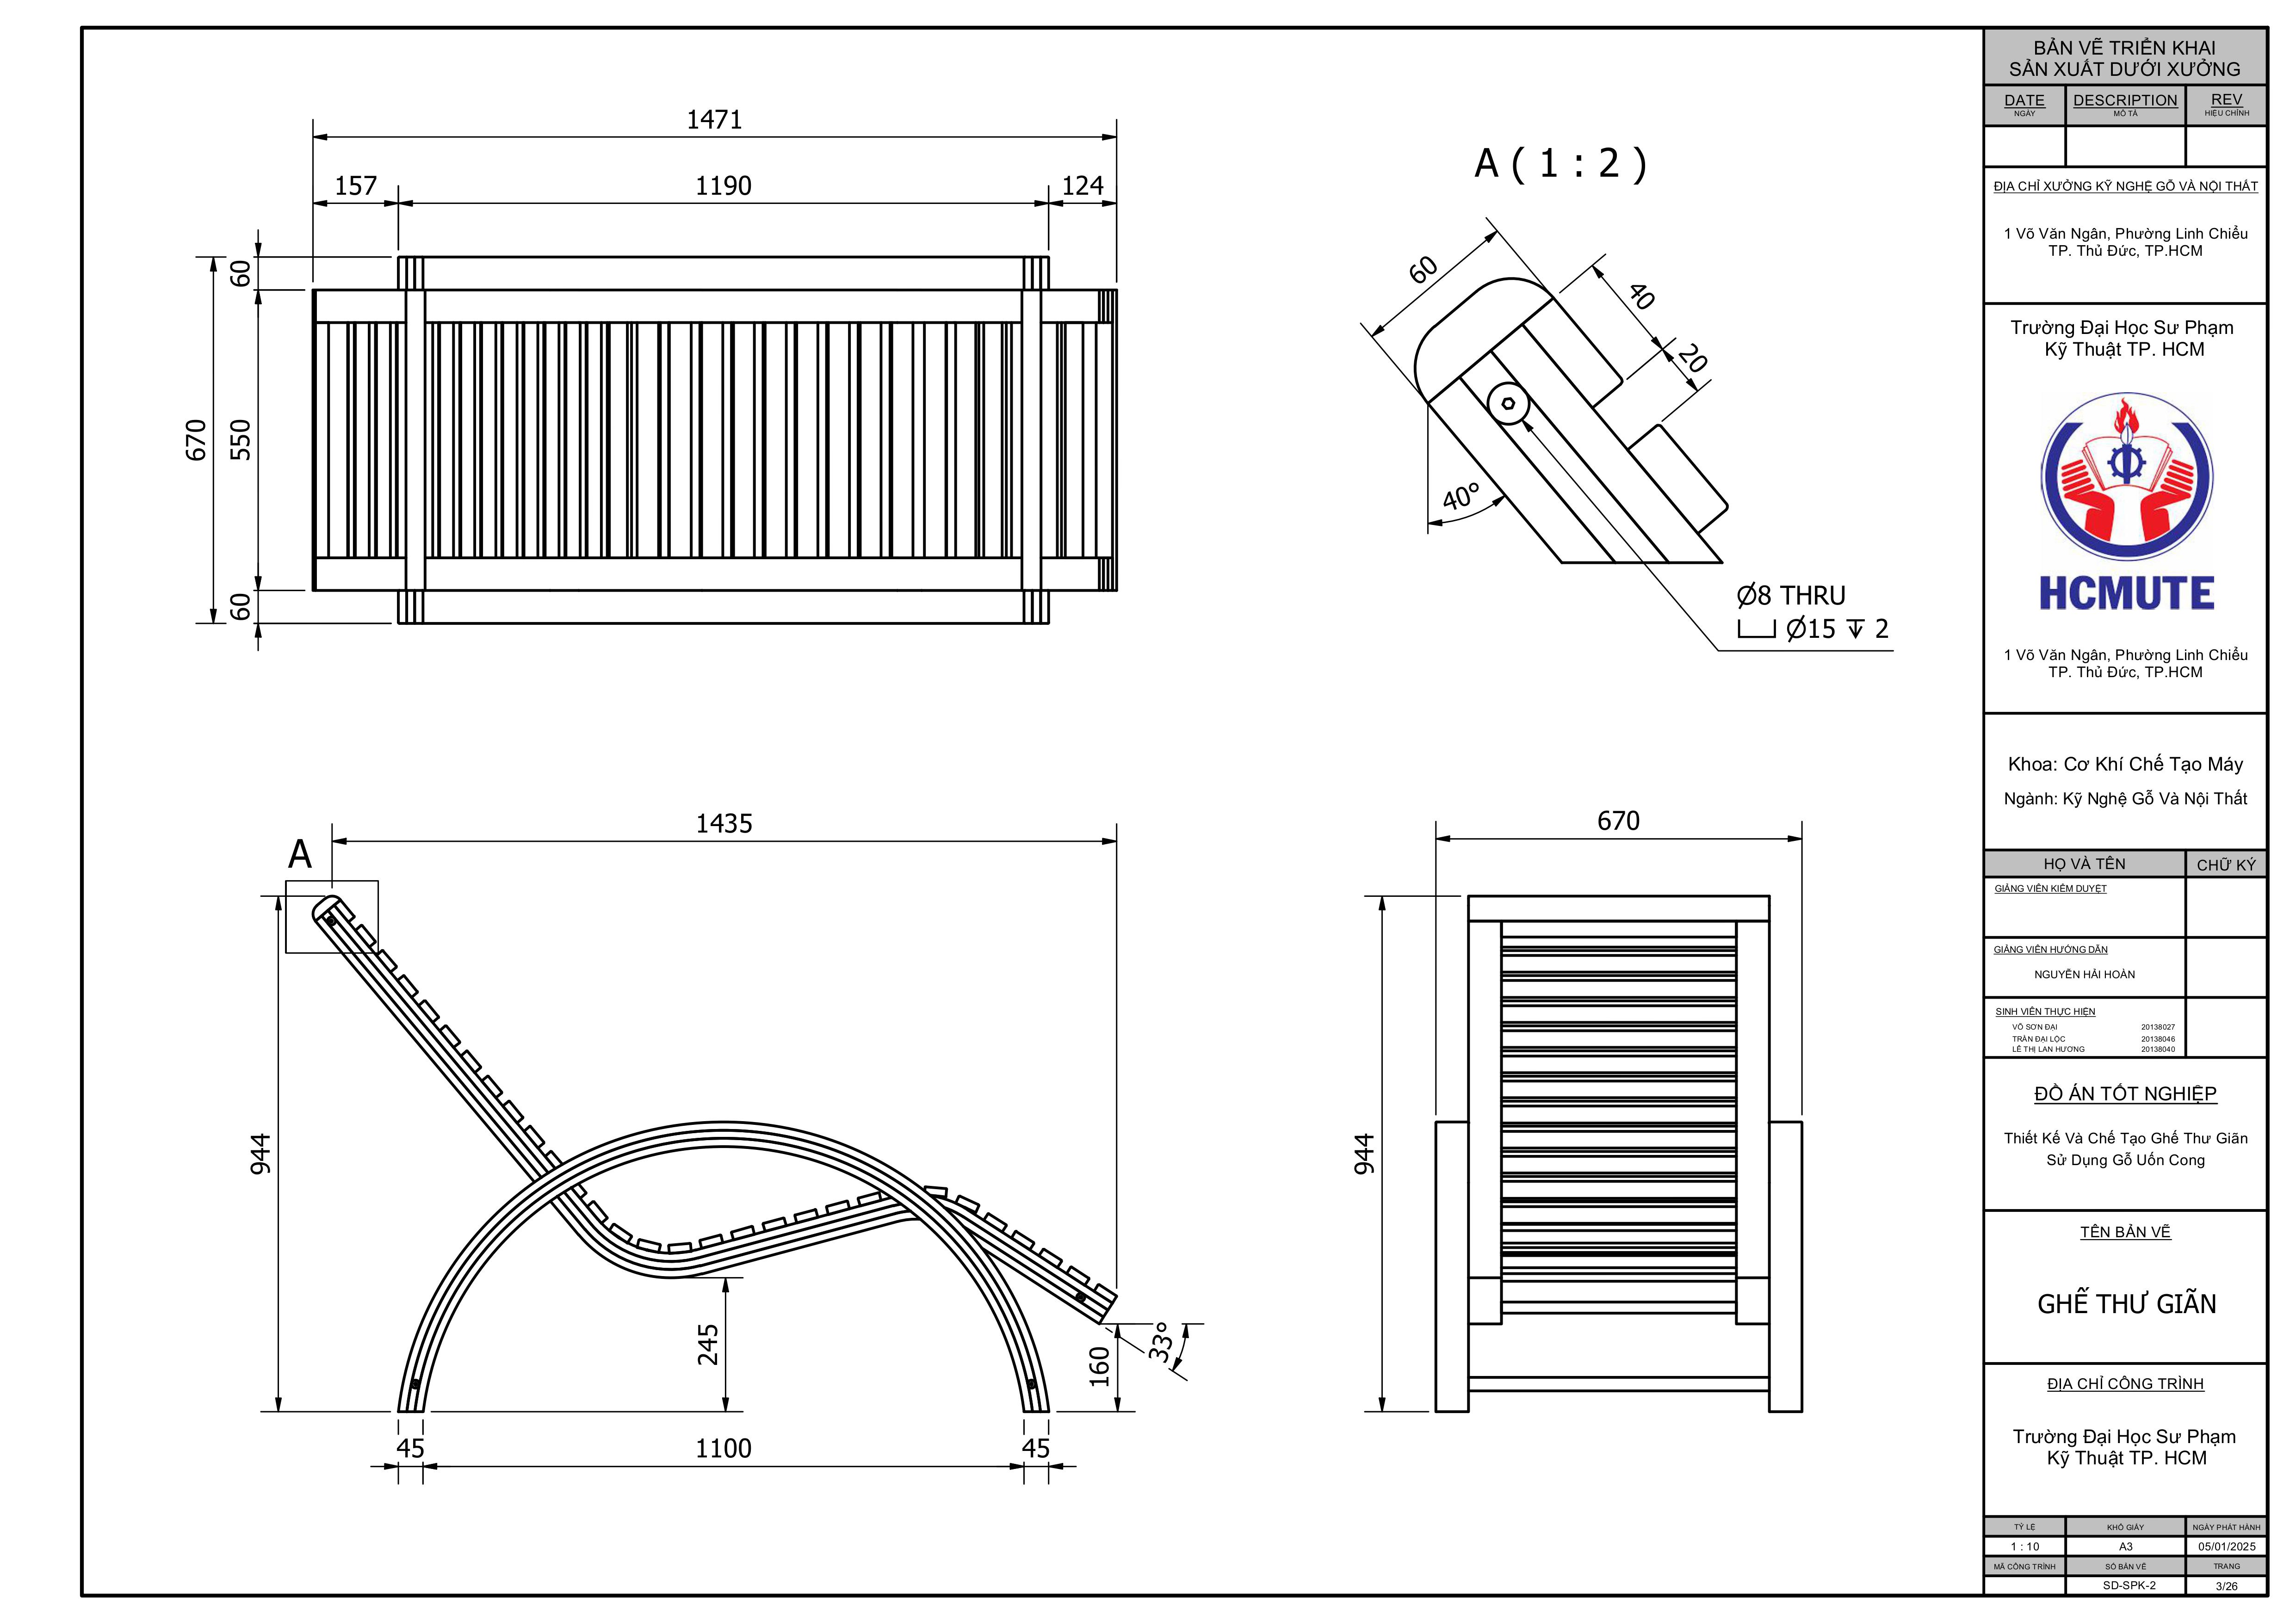 1471
157
1190
124
60
670
550
60
A ( 1 : 2 )
60
40
20
40°
Ø8 THRU
⌴ Ø15 ↧ 2
1435
A
944
245
160
33°
45
1100
45
670
944
BẢN VẼ TRIỂN KHAI
SẢN XUẤT DƯỚI XƯỞNG
DATE DESCRIPTION REV
NGÀY MÔ TẢ HIỆU CHỈNH
ĐỊA CHỈ XƯỞNG KỸ NGHỆ GỖ VÀ NỘI THẤT
1 Võ Văn Ngân, Phường Linh Chiểu
TP. Thủ Đức, TP.HCM
Trường Đại Học Sư Phạm
Kỹ Thuật TP. HCM
HCMUTE
1 Võ Văn Ngân, Phường Linh Chiểu
TP. Thủ Đức, TP.HCM
Khoa: Cơ Khí Chế Tạo Máy
Ngành: Kỹ Nghệ Gỗ Và Nội Thất
HỌ VÀ TÊN CHỮ KÝ
GIẢNG VIÊN KIỂM DUYỆT
GIẢNG VIÊN HƯỚNG DẪN
NGUYỄN HẢI HOÀN
SINH VIÊN THỰC HIỆN
VÕ SƠN ĐẠI 20138027
TRẦN ĐẠI LỘC 20138046
LÊ THỊ LAN HƯƠNG 20138040
ĐỒ ÁN TỐT NGHIỆP
Thiết Kế Và Chế Tạo Ghế Thư Giãn
Sử Dụng Gỗ Uốn Cong
TÊN BẢN VẼ
GHẾ THƯ GIÃN
ĐỊA CHỈ CÔNG TRÌNH
Trường Đại Học Sư Phạm
Kỹ Thuật TP. HCM
TỶ LỆ KHỔ GIẤY NGÀY PHÁT HÀNH
1 : 10 A3 05/01/2025
MÃ CÔNG TRÌNH SỐ BẢN VẼ TRANG
SD-SPK-2 3/26